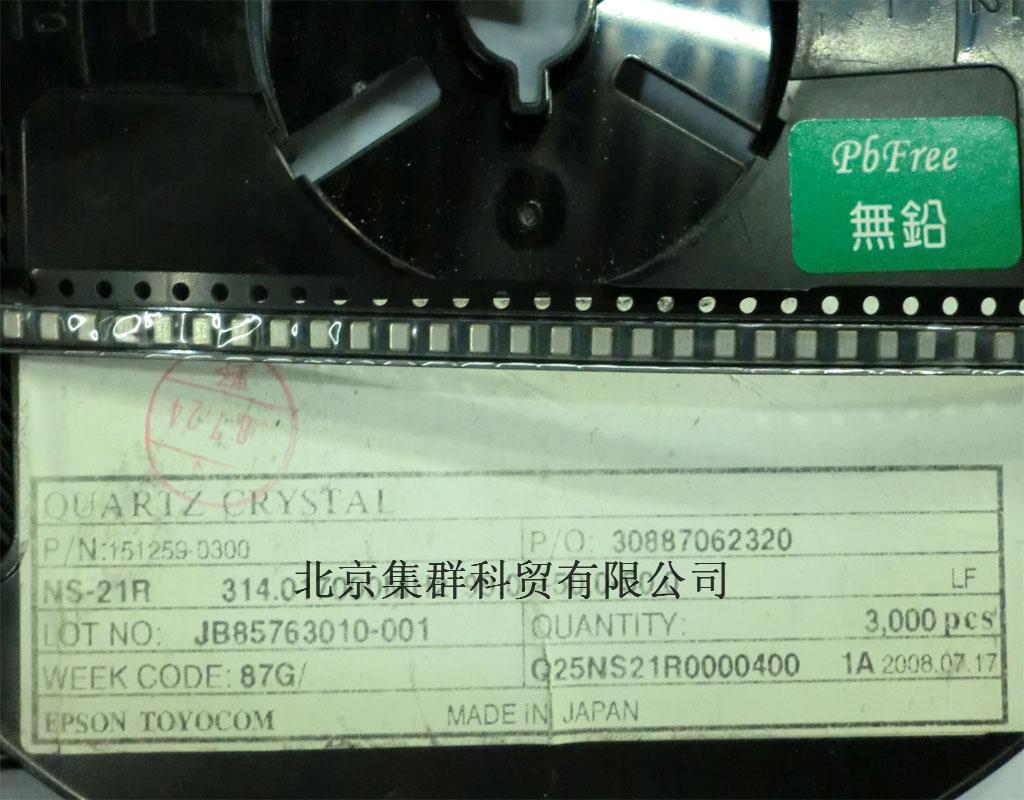 PbFree
無鉛
8.7.24
QUARTZ CRYSTAL
P/N:151259-0300 P/O: 30887062320
NS-21R LF
北京集群科贸有限公司
LOT NO: JB85763010-001 QUANTITY: 3,000 pcs
WEEK CODE: 87G/ Q25NS21R0000400 1A 2008.07.17
EPSON TOYOCOM MADE IN JAPAN